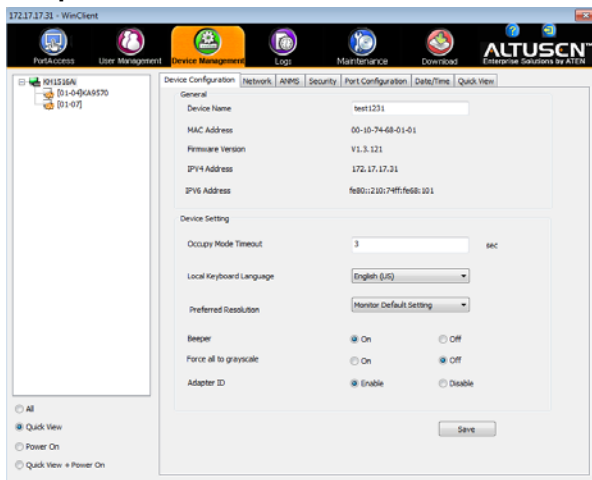 172.17.17.31 - WinClient
PortAccess User Management Device Management Logs Maintenance Download
ALTUSEN™
Enterprise Solutions by ATEN
KH1516Ai
[01-04]KA9570
[01-07]
Device Configuration Network ANMS Security Port Configuration Date/Time Quick View
General
Device Name test1231
MAC Address 00-10-74-68-01-01
Firmware Version V1.3.121
IPV4 Address 172.17.17.31
IPV6 Address fe80::210:74ff:fe68:101
Device Setting
Occupy Mode Timeout 3 sec
Local Keyboard Language English (US)
Preferred Resolution Monitor Default Setting
Beeper On Off
Force all to grayscale On Off
Adapter ID Enable Disable
Save
All
Quick View
Power On
Quick View + Power On